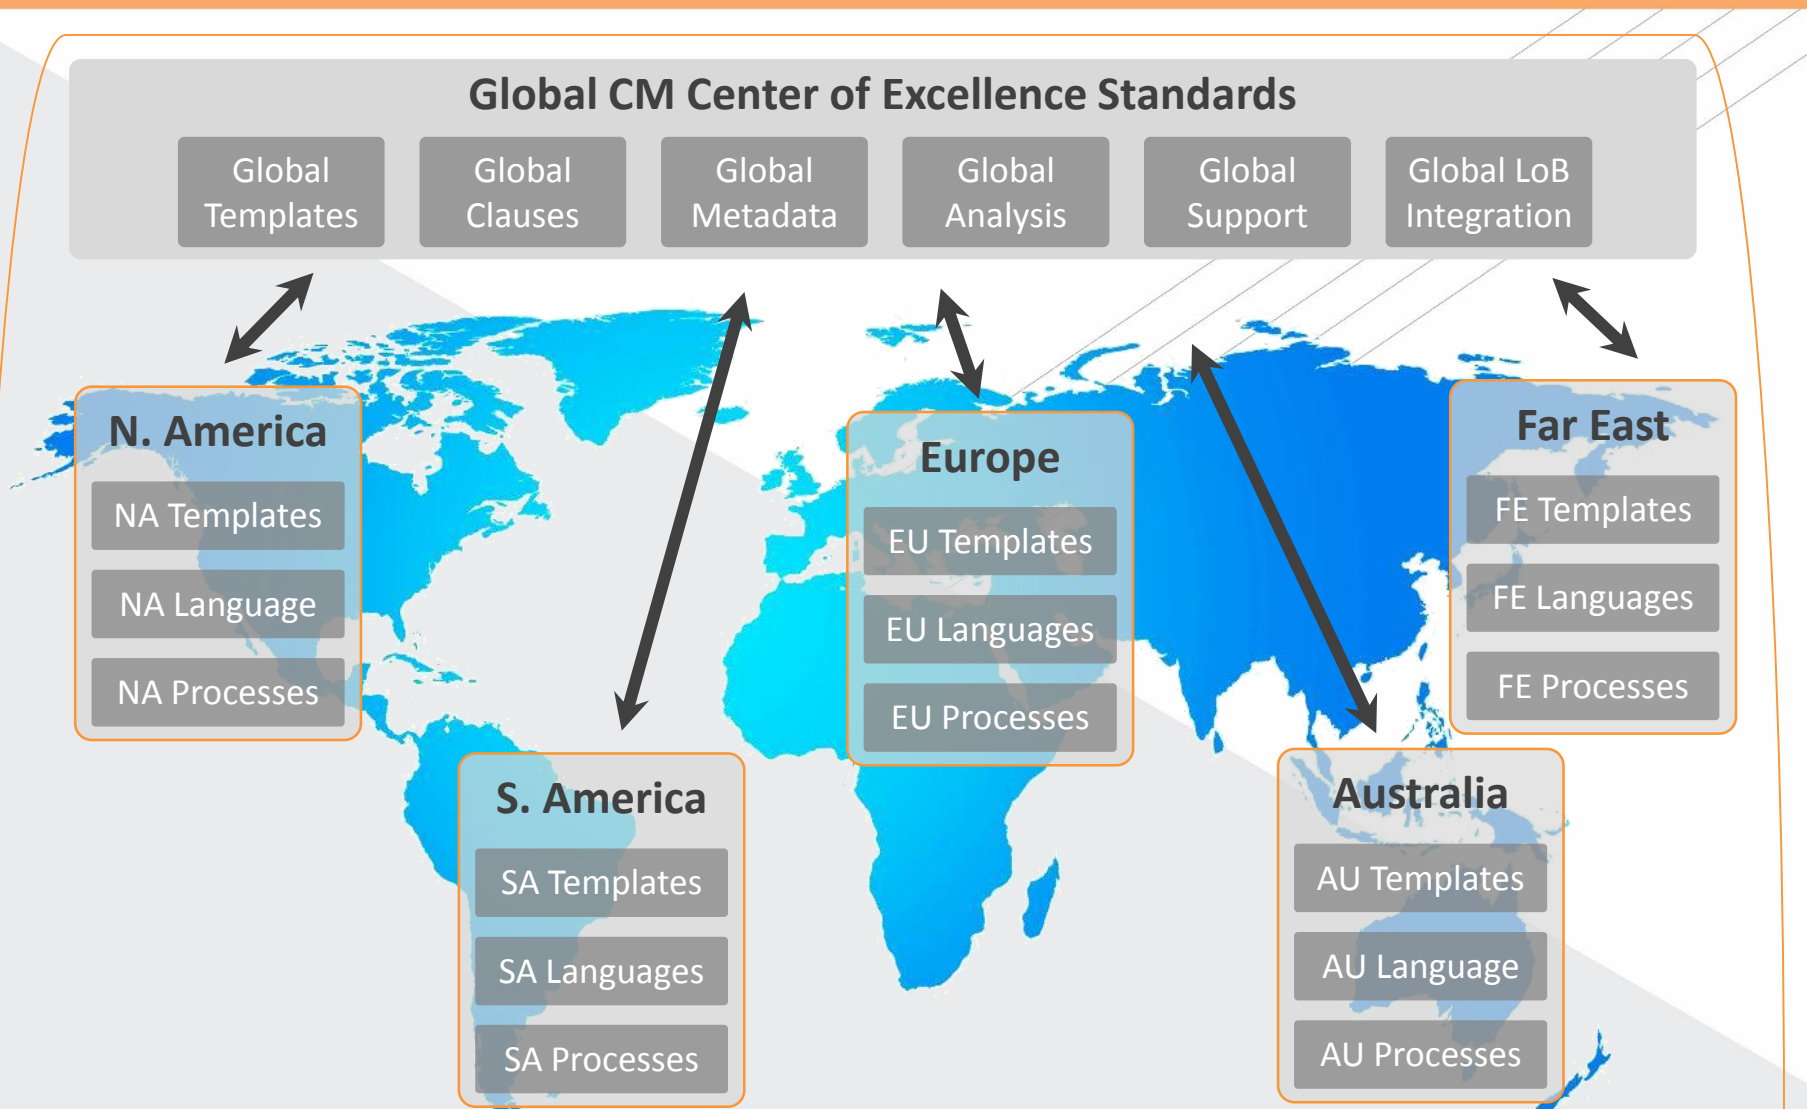 Global CM Center of Excellence Standards
Global
Templates
Global
Clauses
Global
Metadata
Global
Analysis
Global
Support
Global LoB
Integration
N. America
NA Templates
NA Language
NA Processes
S. America
SA Templates
SA Languages
SA Processes
Europe
EU Templates
EU Languages
EU Processes
Australia
AU Templates
AU Language
AU Processes
Far East
FE Templates
FE Languages
FE Processes